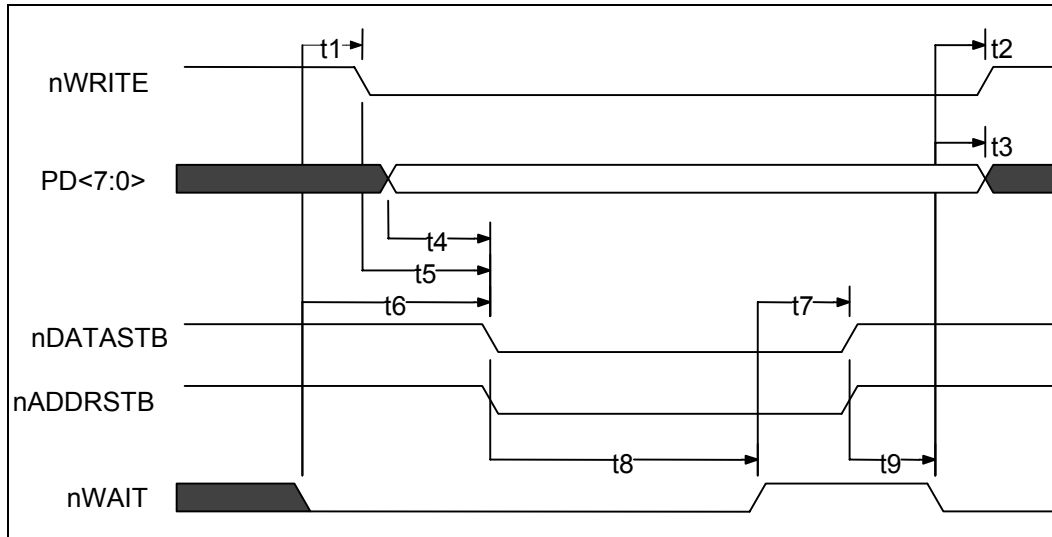 t1
t2
nWRITE
t3
PD<7:0>
t4
t5
t6
t7
nDATASTB
nADDRSTB
t8
t9
nWAIT